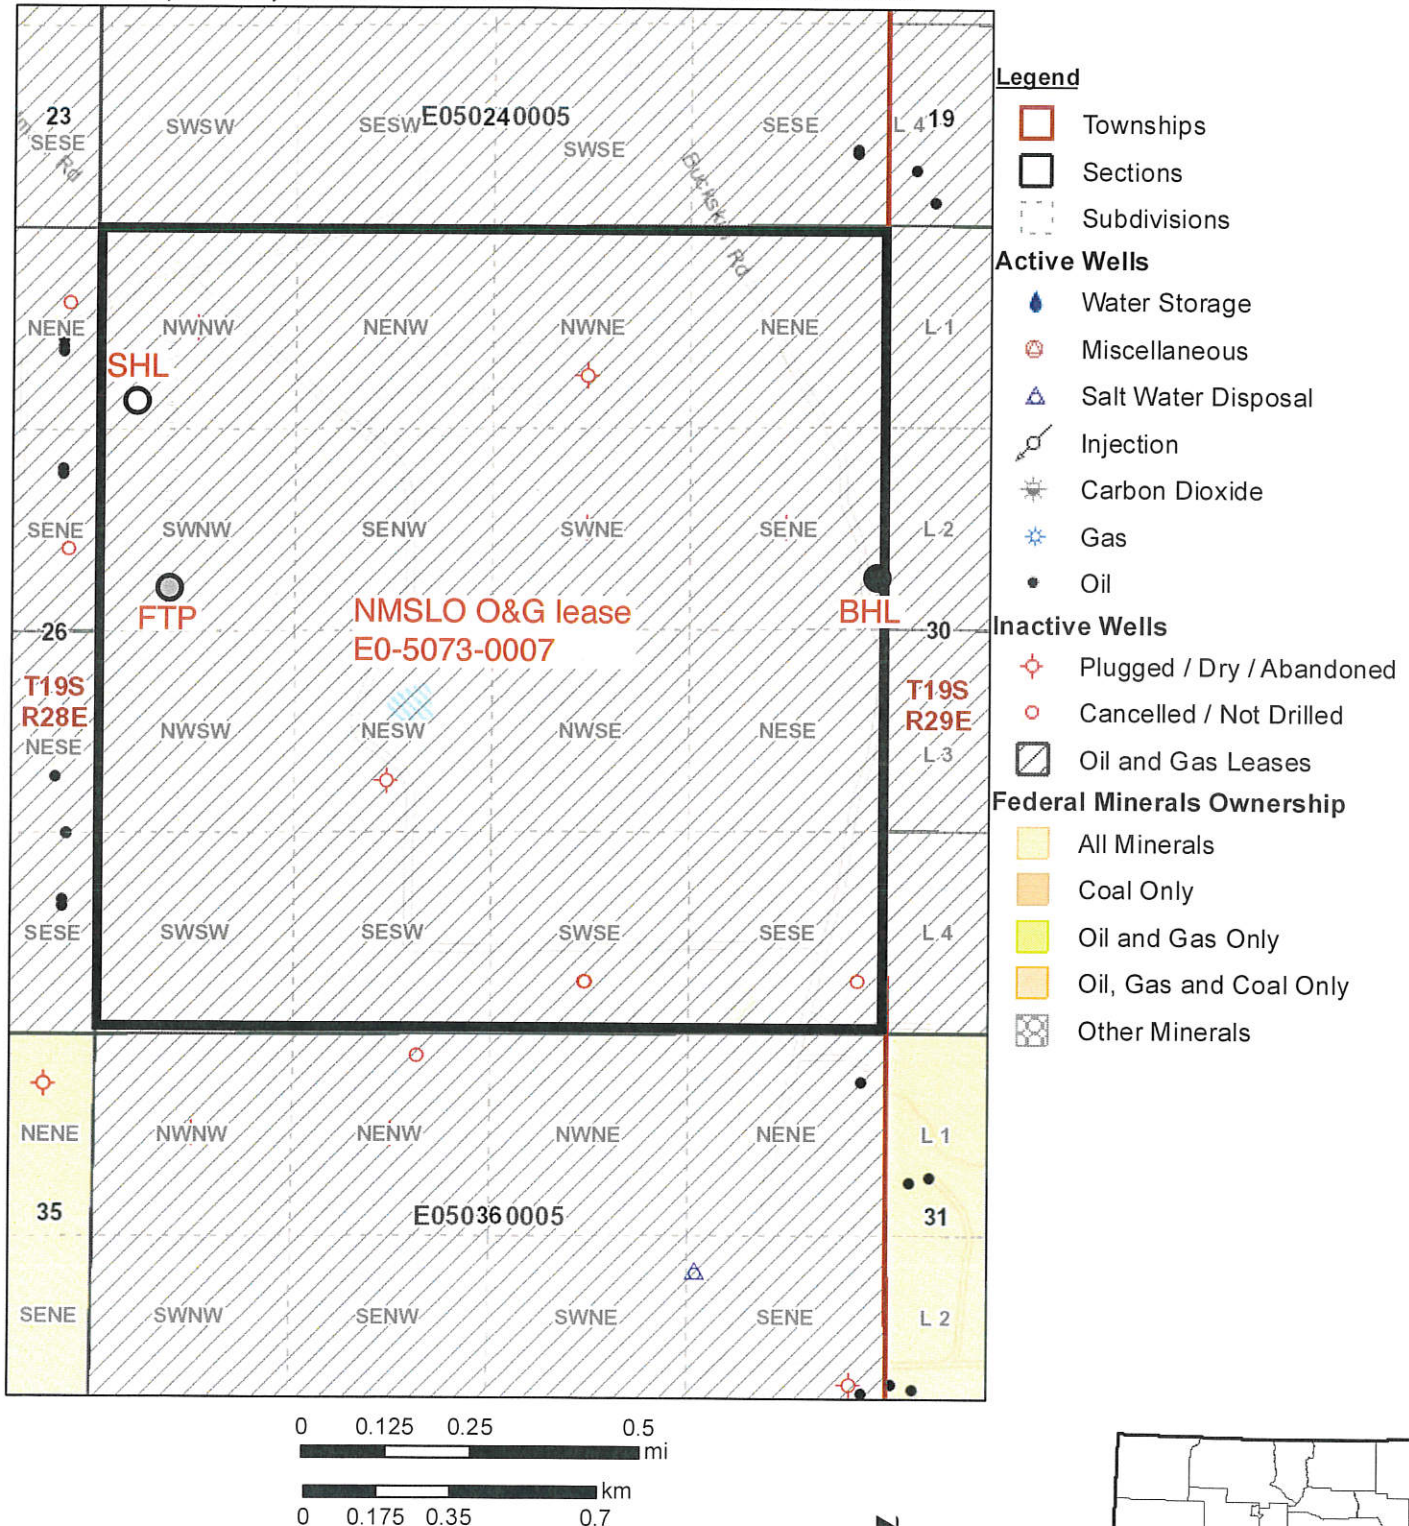 23
SESE
Rd
SWSW
SESW
E050240005
SWSE
SESE
L 4
19
Rd
NENE
NWNW
NENW
NWNE
NENE
L 1
SHL
SENE
SWNW
SENW
SWNE
SENE
L 2
FTP
BHL
NMSLO O&G lease
E0-5073-0007
26
30
T19S
R28E
T19S
R29E
NESE
NWSW
NESW
NWSE
NESE
L 3
SESE
SWSW
SESW
SWSE
SESE
L 4
NENE
NWNW
NENW
NWNE
NENE
L 1
35
E050360005
31
SENE
SWNW
SENW
SWNE
SENE
L 2
Legend
Townships
Sections
Subdivisions
Active Wells
Water Storage
Miscellaneous
Salt Water Disposal
Injection
Carbon Dioxide
Gas
Oil
Inactive Wells
Plugged / Dry / Abandoned
Cancelled / Not Drilled
Oil and Gas Leases
Federal Minerals Ownership
All Minerals
Coal Only
Oil and Gas Only
Oil, Gas and Coal Only
Other Minerals
0 0.125 0.25 0.5
mi
km
0 0.175 0.35 0.7